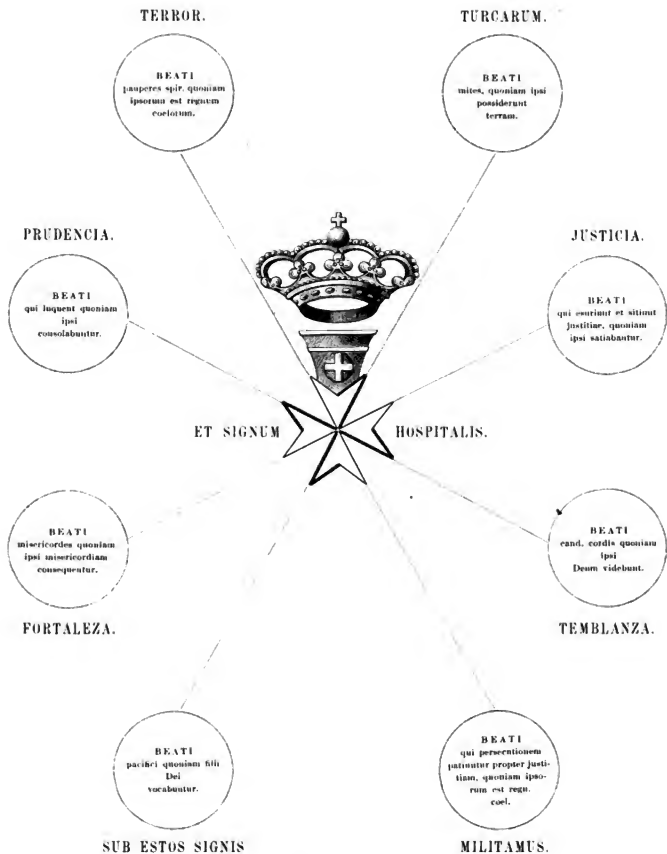 TERROR.
TURCARUM.
BEATI
pauperes spir. quoniam
ipsorum est regnum
coelorum.
BEATI
mites, quoniam ipsi
possiderunt
terram.
PRUDENCIA.
JUSTICIA.
BEATI
qui luquent quoniam
ipsi
consolabuntur.
BEATI
qui esuriunt et sitiunt
justitiae, quoniam
ipsi satiabantur.
ET SIGNUM
HOSPITALIS.
BEATI
misericordes quoniam
ipsi misericordiam
consequentur.
BEATI
cand. cordis quoniam
ipsi
Deum videbunt.
FORTALEZA.
TEMBLANZA.
BEATI
pacifici quoniam filii
Dei
vocabuntur.
BEATI
qui persecutionem
patiuntur propter justi-
tiam, quoniam ipso-
rum est regn.
coel.
SUB ESTOS SIGNIS
MILITAMUS.